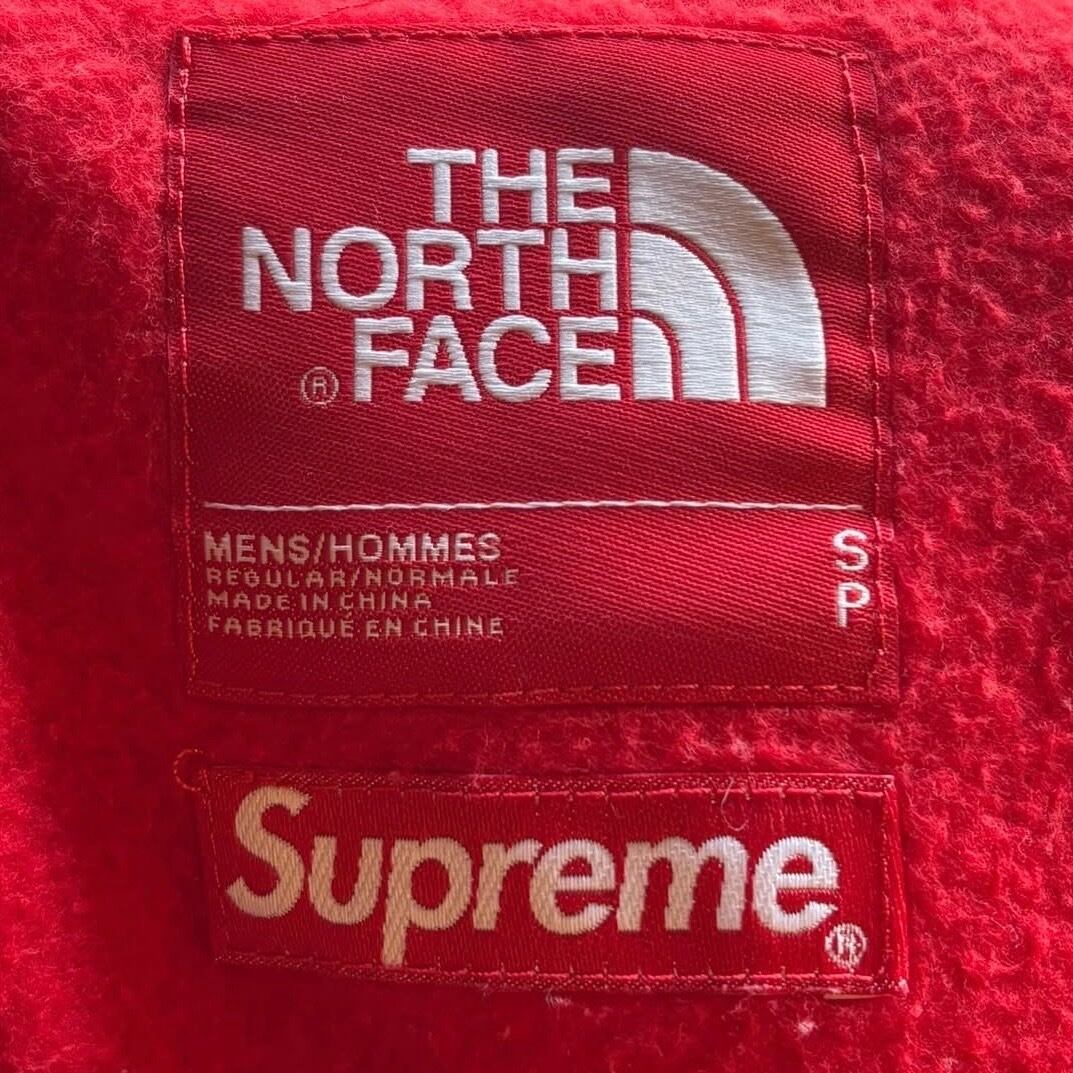 THE
NORTH
FACE
®
MENS/HOMMES S
REGULAR/NORMALE P
MADE IN CHINA
FABRIQUÉ EN CHINE
Supreme®